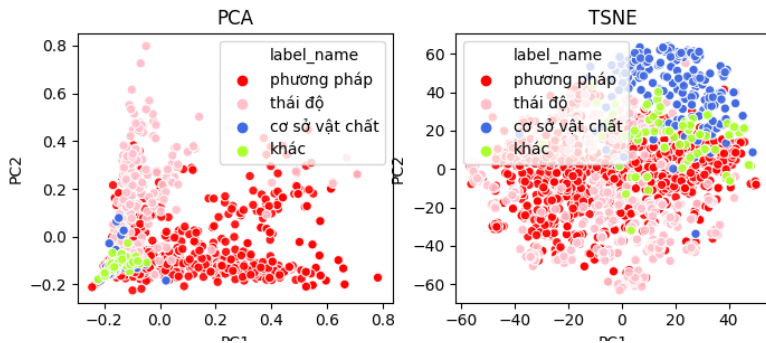 PCA
TSNE
0.8
0.6
0.4
0.2
0.0
−0.2
PC2
label_name
phương pháp
thái độ
cơ sở vật chất
khác
−0.2
0.0
0.2
0.4
0.6
0.8
PC1
60
40
20
0
−20
−40
−60
PC2
label_name
phương pháp
thái độ
cơ sở vật chất
khác
−60
−40
−20
0
20
40
PC1